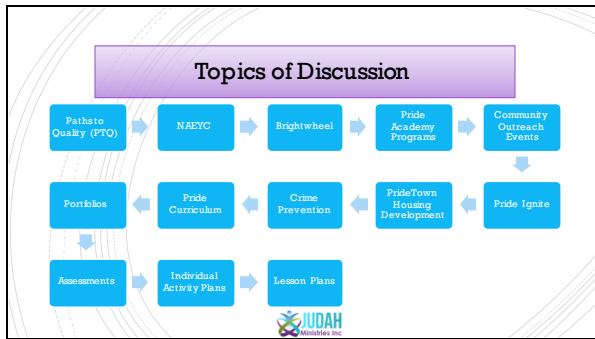 Topics of Discussion
Paths to
Quality (PTQ)
NAEYC
Brightwheel
Pride
Academy
Programs
Community
Outreach
Events
Pride Ignite
PrideTown
Housing
Development
Crime
Prevention
Pride
Curriculum
Portfolios
Assessments
Individual
Activity Plans
Lesson Plans
JUDAH
Ministries Inc